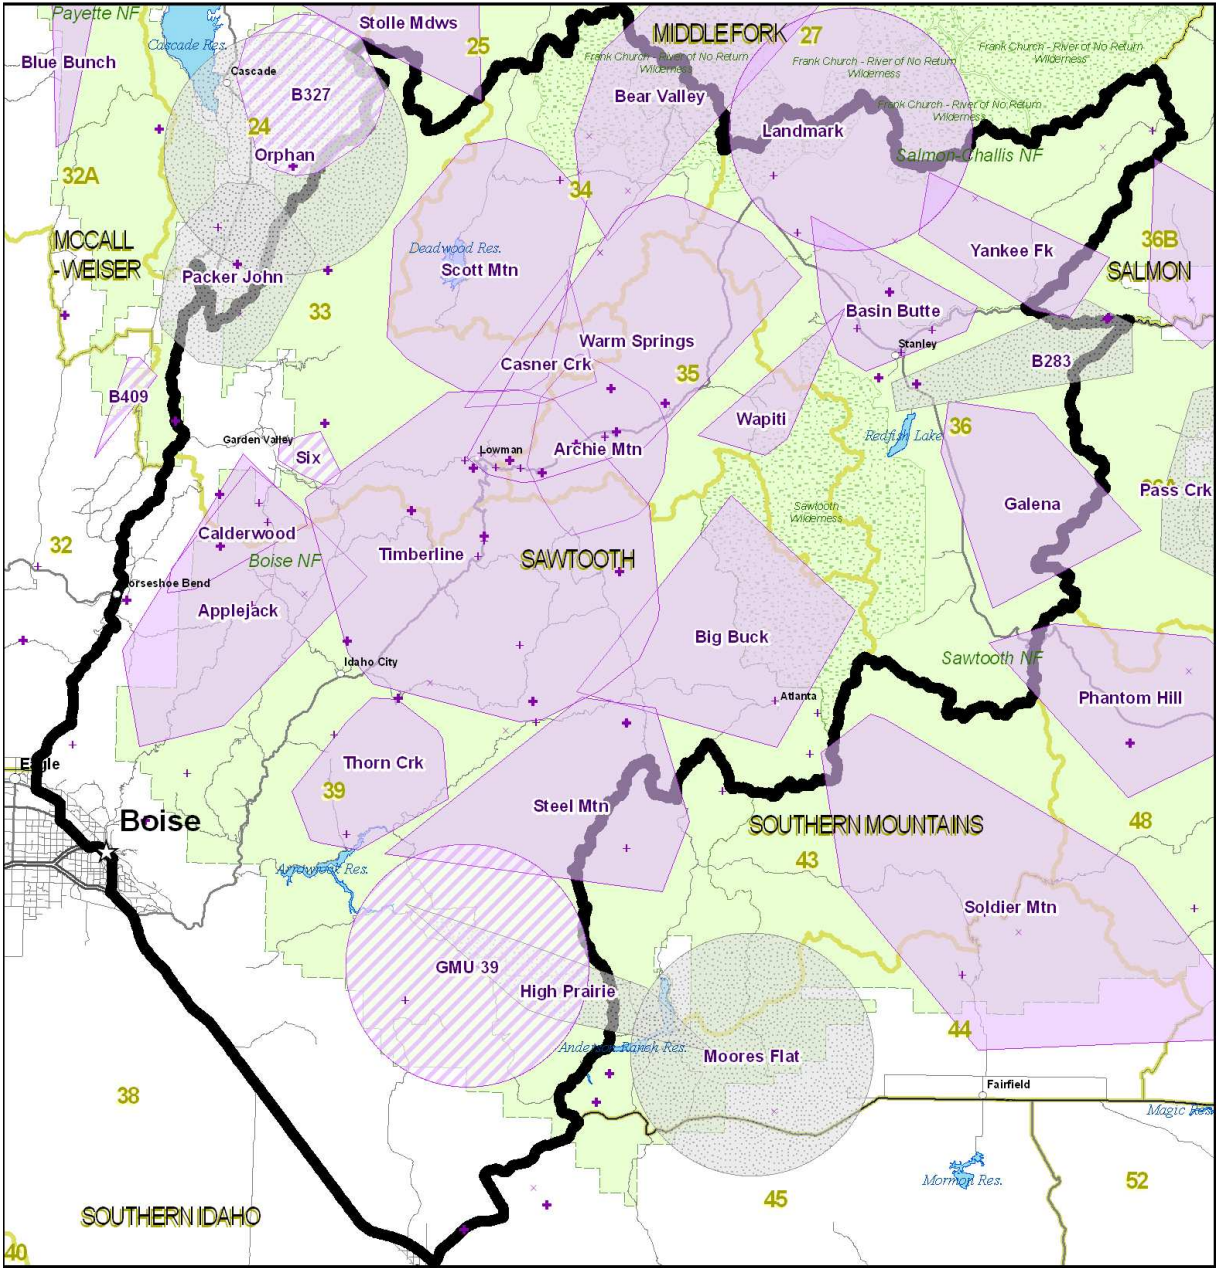 Payette NF
Stolle Mdws
25
MIDDLE FORK
27
Cascade Res.
Blue Bunch
Cascade
Frank Church - River of No Return
Wilderness
Frank Church - River of No Return
Wilderness
Frank Church - River of No Return
Wilderness
B327
Bear Valley
Frank Church - River of No Return
Wilderness
24
Landmark
Orphan
Salmon-Challis NF
32A
34
MCCALL
-WEISER
36B
Deadwood Res.
Yankee Fk
SALMON
Scott Mtn
Packer John
33
Basin Butte
Warm Springs
Stanley
Casner Crk
B283
35
B409
Wapiti
36
Garden Valley
Redfish Lake
Six
Lowman
Archie Mtn
Pass Crk
Galena
Sawtooth
Wilderness
Calderwood
32
Timberline
SAWTOOTH
Boise NF
orseshoe Bend
Applejack
Big Buck
Idaho City
Sawtooth NF
Atlanta
Phantom Hill
Eagle
Thorn Crk
39
Steel Mtn
Boise
SOUTHERN MOUNTAINS
48
43
Arrowrock Res.
Soldier Mtn
GMU 39
High Prairie
44
Anderson Ranch Res.
Moores Flat
38
Fairfield
Magic Res.
Mormon Res.
52
45
SOUTHERN IDAHO
40